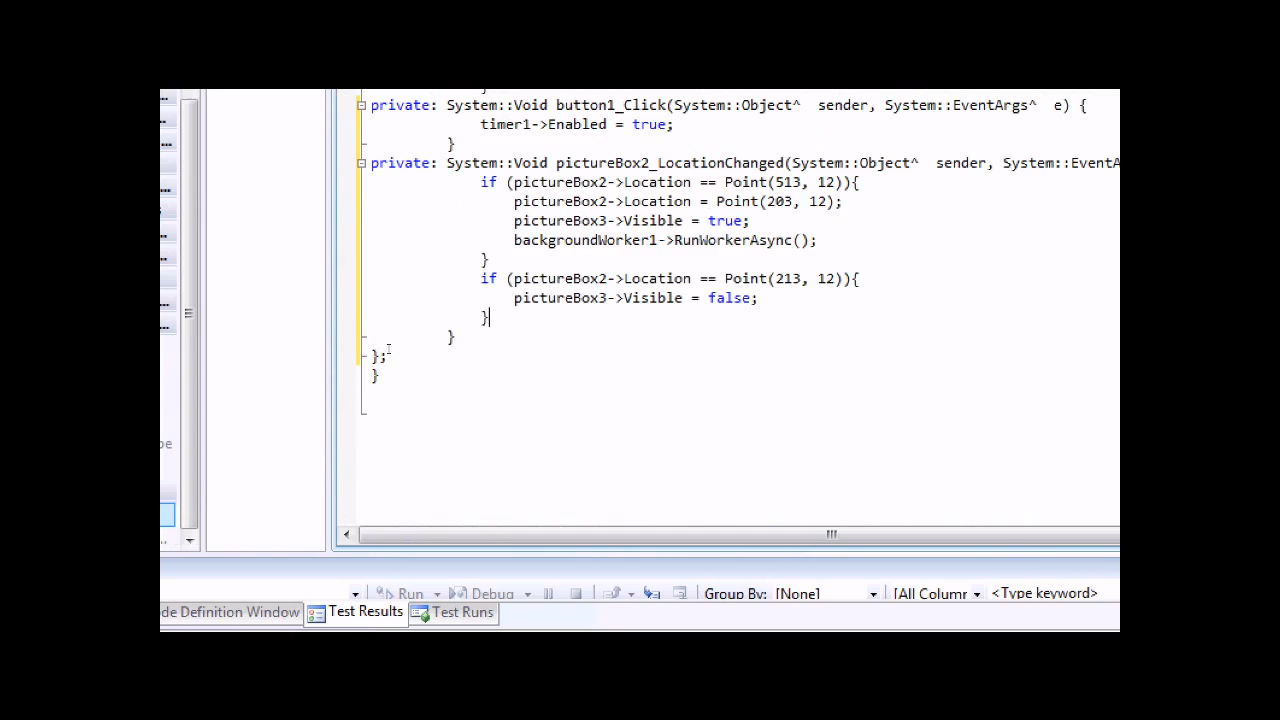 private: System::Void button1_Click(System::Object^  sender, System::EventArgs^  e) {
timer1->Enabled = true;
}
private: System::Void pictureBox2_LocationChanged(System::Object^  sender, System::EventA
if (pictureBox2->Location == Point(513, 12)){
pictureBox2->Location = Point(203, 12);
pictureBox3->Visible = true;
backgroundWorker1->RunWorkerAsync();
}
if (pictureBox2->Location == Point(213, 12)){
pictureBox3->Visible = false;
}
}
};
}
Run Debug Group By: [None] [All Column <Type keyword>
de Definition Window Test Results Test Runs